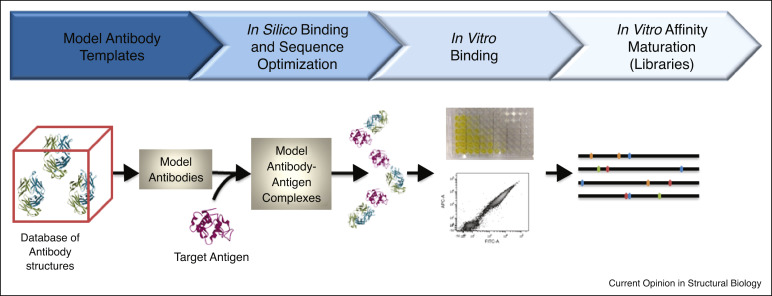 Model Antibody
Templates
In Silico Binding
and Sequence
Optimization
In Vitro
Binding
In Vitro Affinity
Maturation
(Libraries)
Database of
Antibody
structures
Model
Antibodies
Target Antigen
Model
Antibody-
Antigen
Complexes
APC-A
FITC-A
Current Opinion in Structural Biology